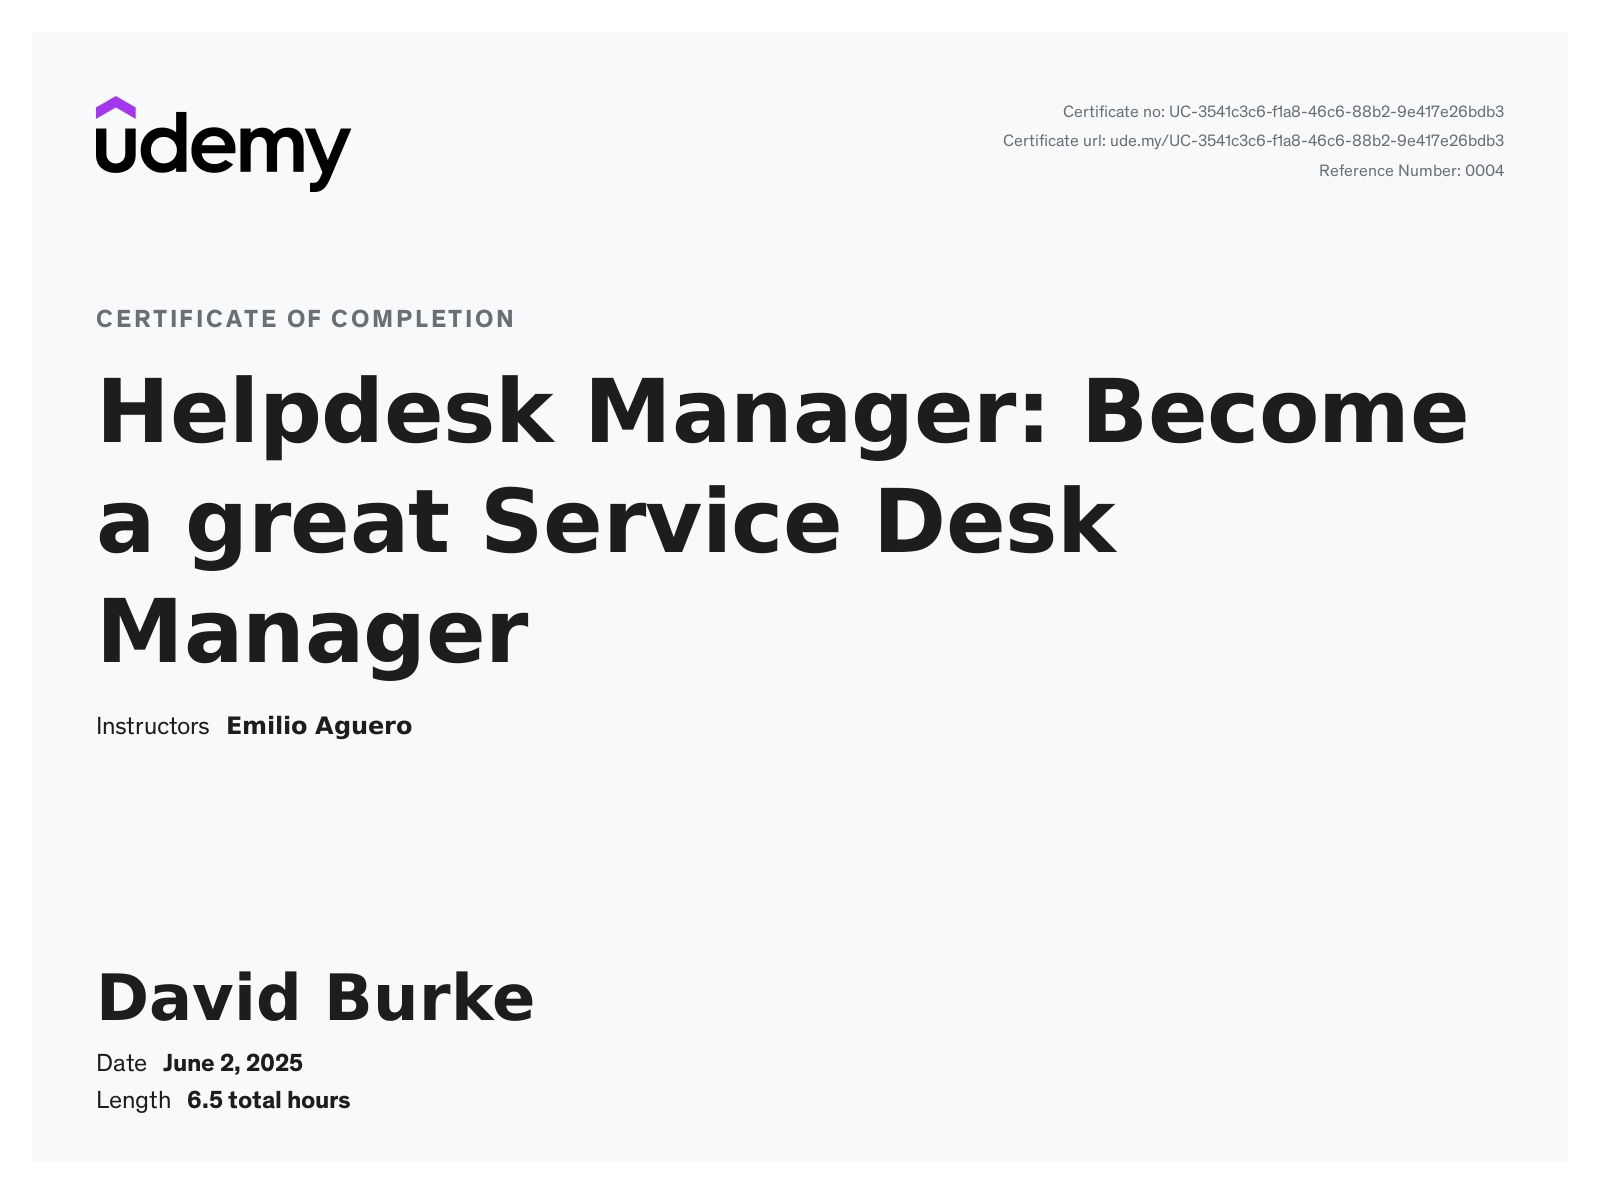 udemy
Certificate no: UC-3541c3c6-f1a8-46c6-88b2-9e417e26bdb3
Certificate url: ude.my/UC-3541c3c6-f1a8-46c6-88b2-9e417e26bdb3
Reference Number: 0004
CERTIFICATE OF COMPLETION
Helpdesk Manager: Become
a great Service Desk
Manager
Instructors Emilio Aguero
David Burke
Date June 2, 2025
Length 6.5 total hours